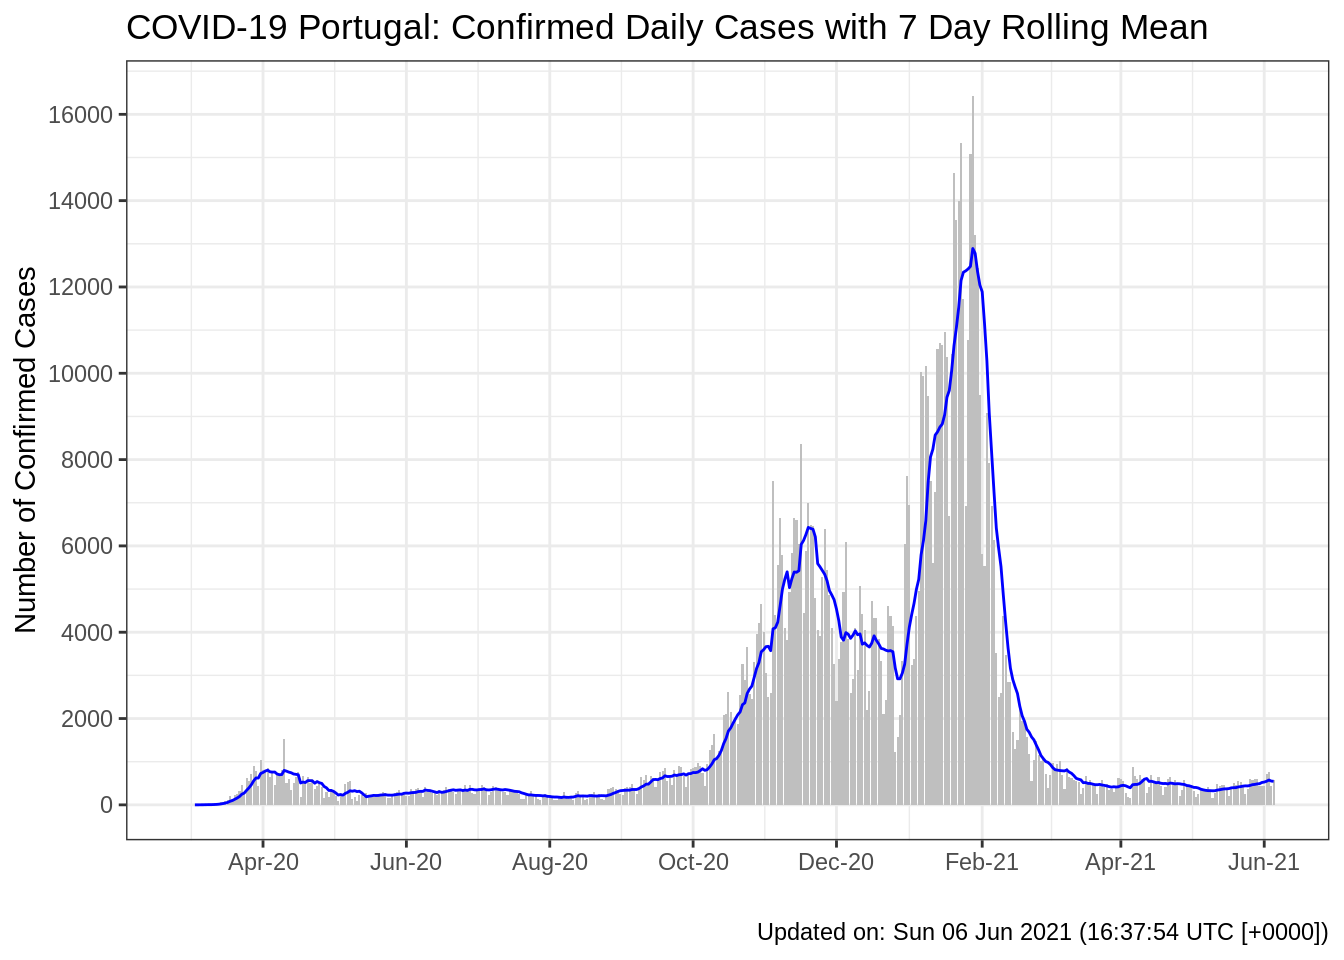 COVID-19 Portugal: Confirmed Daily Cases with 7 Day Rolling Mean
Number of Confirmed Cases
16000
14000
12000
10000
8000
6000
4000
2000
0
Apr-20 Jun-20 Aug-20 Oct-20 Dec-20 Feb-21 Apr-21 Jun-21
Updated on: Sun 06 Jun 2021 (16:37:54 UTC [+0000])